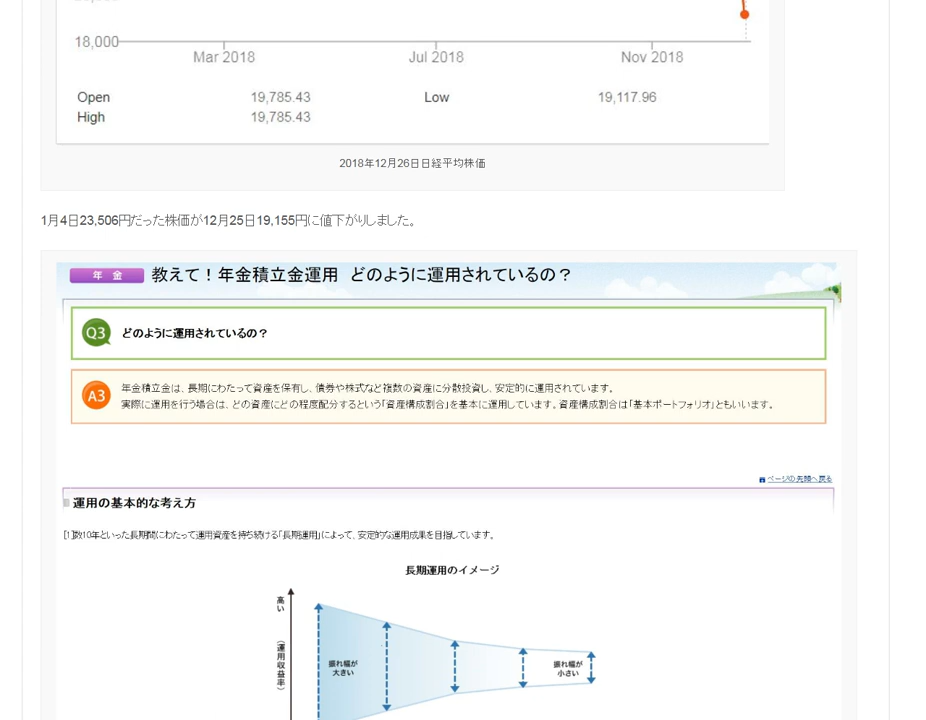 18,000
Mar 2018 Jul 2018 Nov 2018
Open 19,785.43 Low 19,117.96
High 19,785.43
2018年12月26日日経平均株価
1月4日23,506円だった株価が12月25日19,155円に値下がりしました。
年 金 教えて！年金積立金運用 どのように運用されているの？
Q3 どのように運用されているの？
A3 年金積立金は、長期にわたって資産を保有し、債券や株式など複数の資産に分散投資し、安定的に運用されています。
実際に運用を行う場合は、どの資産にどの程度配分するという「資産構成割合」を基本に運用しています。資産構成割合は「基本ポートフォリオ」ともいいます。
ページの先頭へ戻る
運用の基本的な考え方
[1]数10年といった長期間にわたって運用資産を持ち続ける「長期運用」によって、安定的な運用成果を目指しています。
長期運用のイメージ
高い
（運用収益率）
振れ幅が
大きい
振れ幅が
小さい